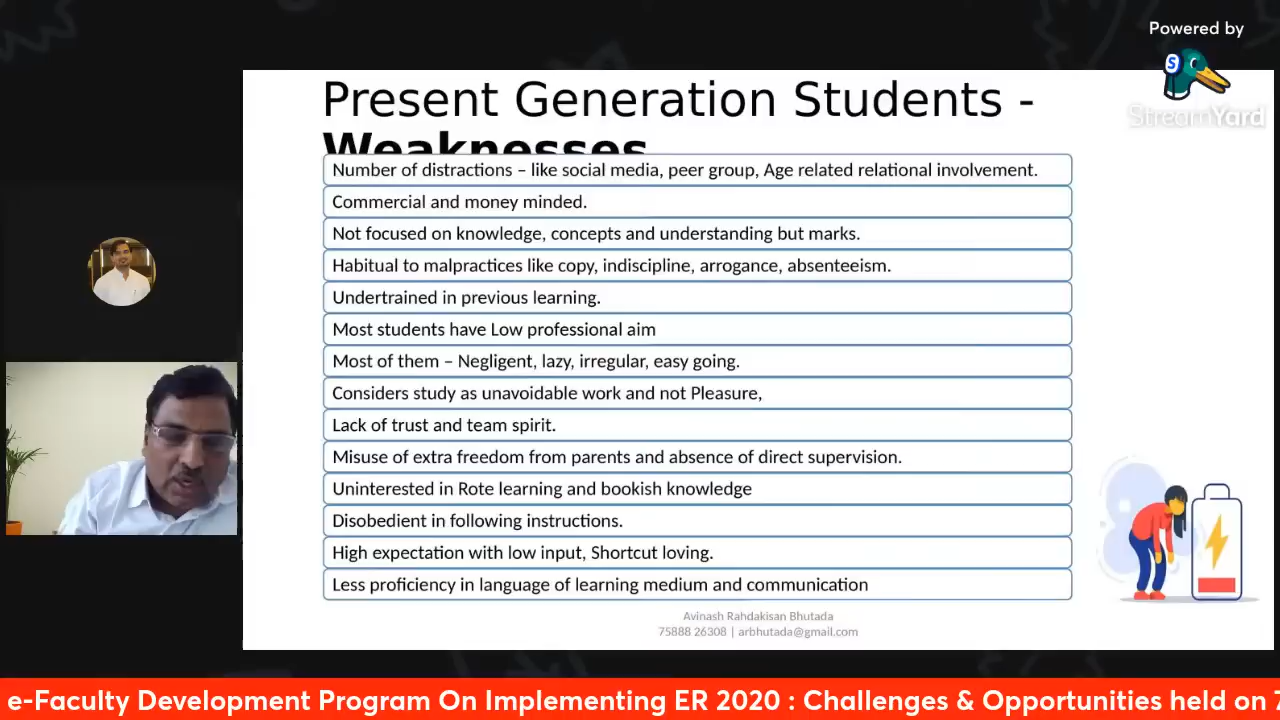 Powered by
StreamYard
Present Generation Students -
Weaknesses
Number of distractions – like social media, peer group, Age related relational involvement.
Commercial and money minded.
Not focused on knowledge, concepts and understanding but marks.
Habitual to malpractices like copy, indiscipline, arrogance, absenteeism.
Undertrained in previous learning.
Most students have Low professional aim
Most of them – Negligent, lazy, irregular, easy going.
Considers study as unavoidable work and not Pleasure,
Lack of trust and team spirit.
Misuse of extra freedom from parents and absence of direct supervision.
Uninterested in Rote learning and bookish knowledge
Disobedient in following instructions.
High expectation with low input, Shortcut loving.
Less proficiency in language of learning medium and communication
Avinash Rahdakisan Bhutada
75888 26308 | arbhutada@gmail.com
e-Faculty Development Program On Implementing ER 2020 : Challenges & Opportunities held on